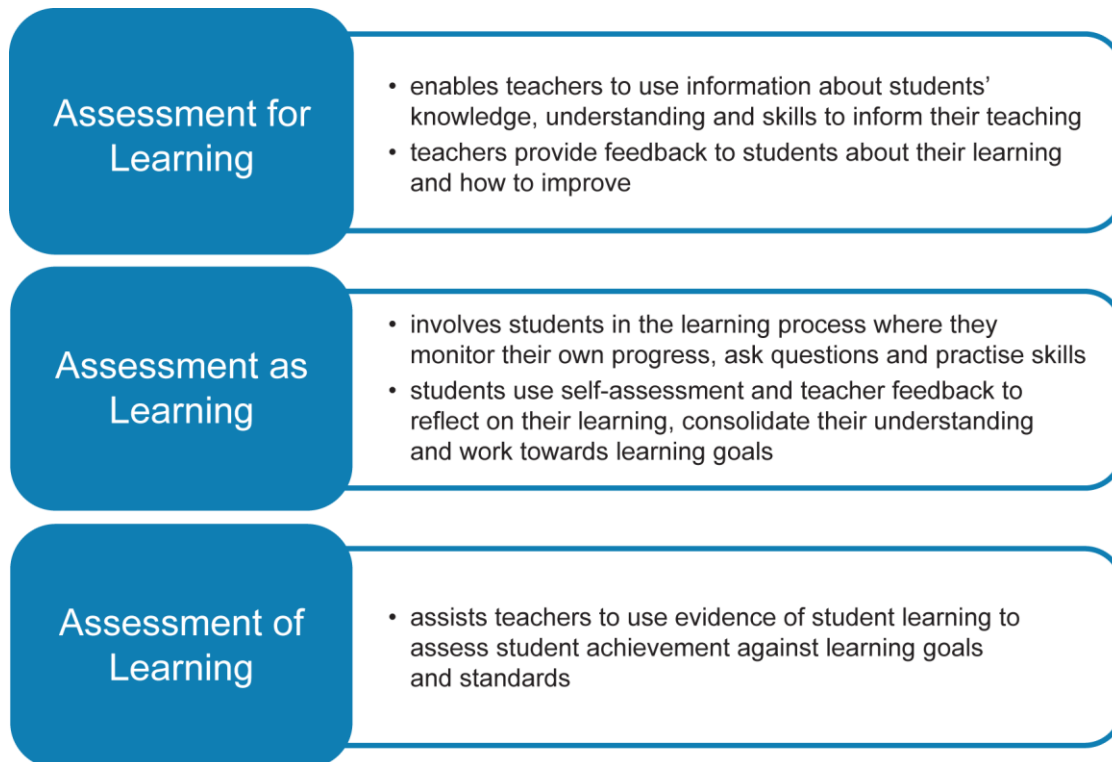 Assessment for
Learning
• enables teachers to use information about students’
knowledge, understanding and skills to inform their teaching
• teachers provide feedback to students about their learning
and how to improve
Assessment as
Learning
• involves students in the learning process where they
monitor their own progress, ask questions and practise skills
• students use self-assessment and teacher feedback to
reflect on their learning, consolidate their understanding
and work towards learning goals
Assessment of
Learning
• assists teachers to use evidence of student learning to
assess student achievement against learning goals
and standards